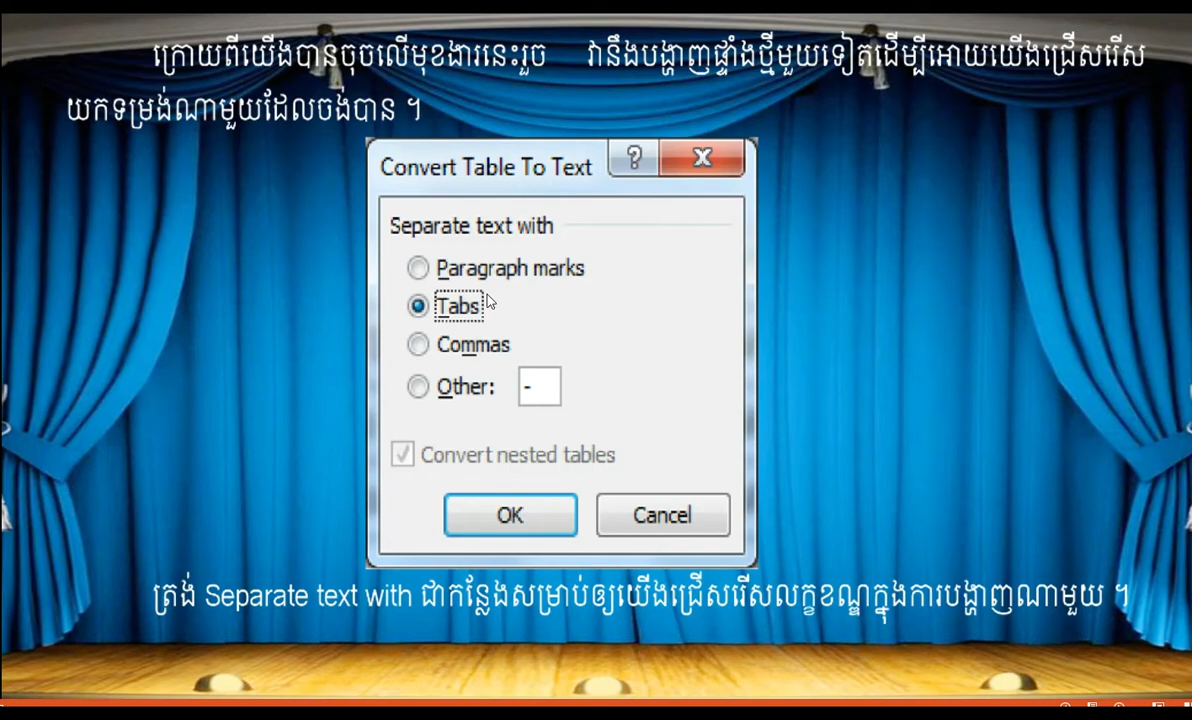 ក្រោយពីយើងបានចុចលើមុខងារនេះរួច វានឹងបង្ហាញផ្ទាំងថ្មីមួយទៀតដើម្បីអោយយើងជ្រើសរើស
យកទម្រង់ណាមួយដែលចង់បាន ។
Convert Table To Text
Separate text with
Paragraph marks
Tabs
Commas
Other: -
Convert nested tables
OK Cancel
ត្រង់ Separate text with ជាកន្លែងសម្រាប់ឲ្យយើងជ្រើសរើសលក្ខខណ្ឌក្នុងការបង្ហាញណាមួយ ។